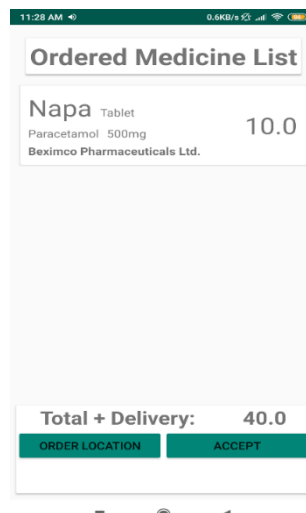 11:28 AM 0.6KB/s
Ordered Medicine List
Napa Tablet
Paracetamol 500mg
10.0
Beximco Pharmaceuticals Ltd.
Total + Delivery: 40.0
ORDER LOCATION ACCEPT